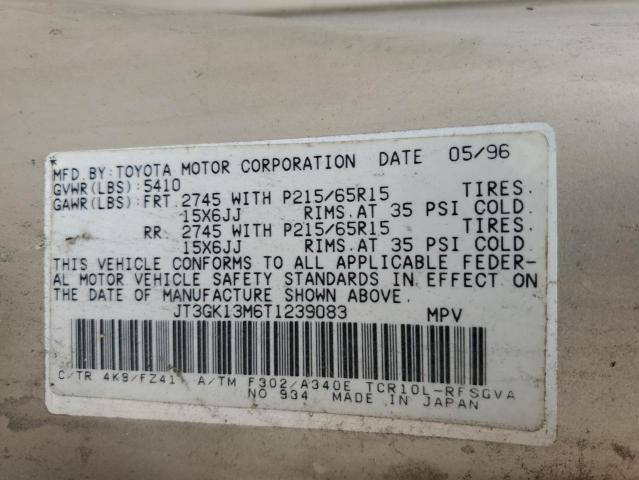 MFD.BY:TOYOTA MOTOR CORPORATION DATE 05/96
GVWR(LBS):5410
GAWR(LBS):FRT.2745 WITH P215/65R15 TIRES.
15X6JJ RIMS.AT 35 PSI COLD.
RR. 2745 WITH P215/65R15 TIRES.
15X6JJ RIMS.AT 35 PSI COLD.
THIS VEHICLE CONFORMS TO ALL APPLICABLE FEDER-
AL MOTOR VEHICLE SAFETY STANDARDS IN EFFECT ON
THE DATE OF MANUFACTURE SHOWN ABOVE.
JT3GK13M6T1239083 MPV
C/TR 4K9/FZ41 A/TM F302/A340E TCR10L-RFSGVA
NO 934 MADE IN JAPAN